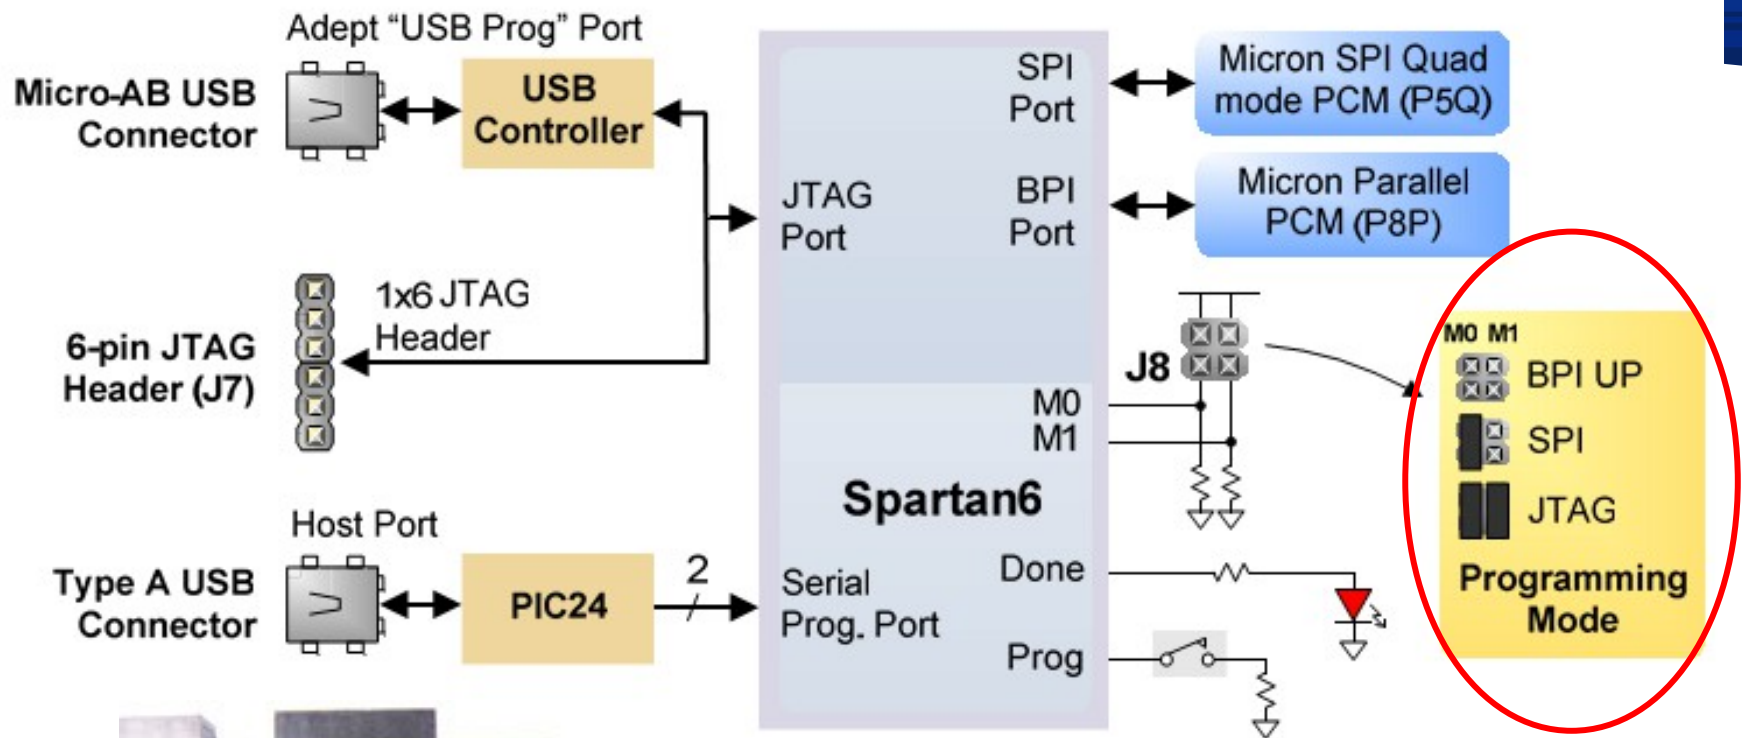 Adept “USB Prog” Port
Micro-AB USB
Connector
USB
Controller
SPI
Port
Micron SPI Quad
mode PCM (P5Q)
JTAG
Port
BPI
Port
Micron Parallel
PCM (P8P)
1x6 JTAG
Header
6-pin JTAG
Header (J7)
J8
M0
M1
M0 M1
BPI UP
SPI
JTAG
Programming
Mode
Spartan6
Host Port
Type A USB
Connector
PIC24
2
Serial
Prog. Port
Done
Prog